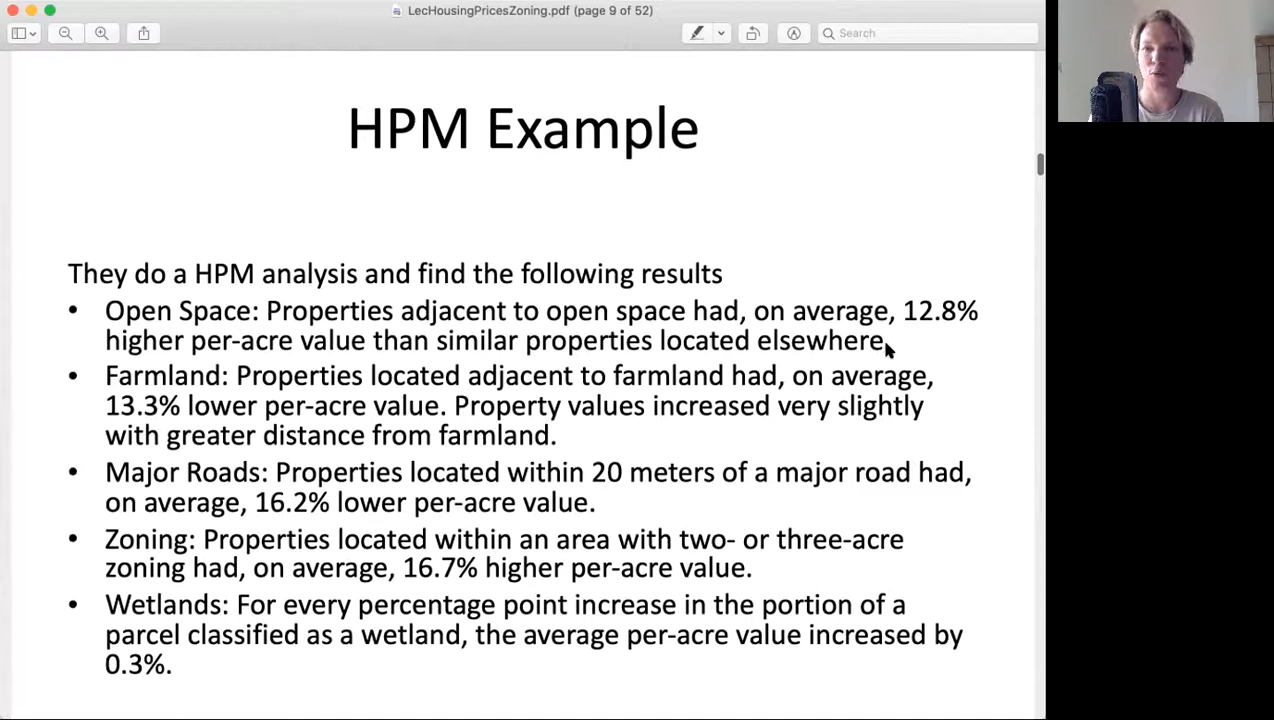 LecHousingPricesZoning.pdf (page 9 of 52)
Search
HPM Example
They do a HPM analysis and find the following results
• Open Space: Properties adjacent to open space had, on average, 12.8%
higher per-acre value than similar properties located elsewhere.
• Farmland: Properties located adjacent to farmland had, on average,
13.3% lower per-acre value. Property values increased very slightly
with greater distance from farmland.
• Major Roads: Properties located within 20 meters of a major road had,
on average, 16.2% lower per-acre value.
• Zoning: Properties located within an area with two- or three-acre
zoning had, on average, 16.7% higher per-acre value.
• Wetlands: For every percentage point increase in the portion of a
parcel classified as a wetland, the average per-acre value increased by
0.3%.